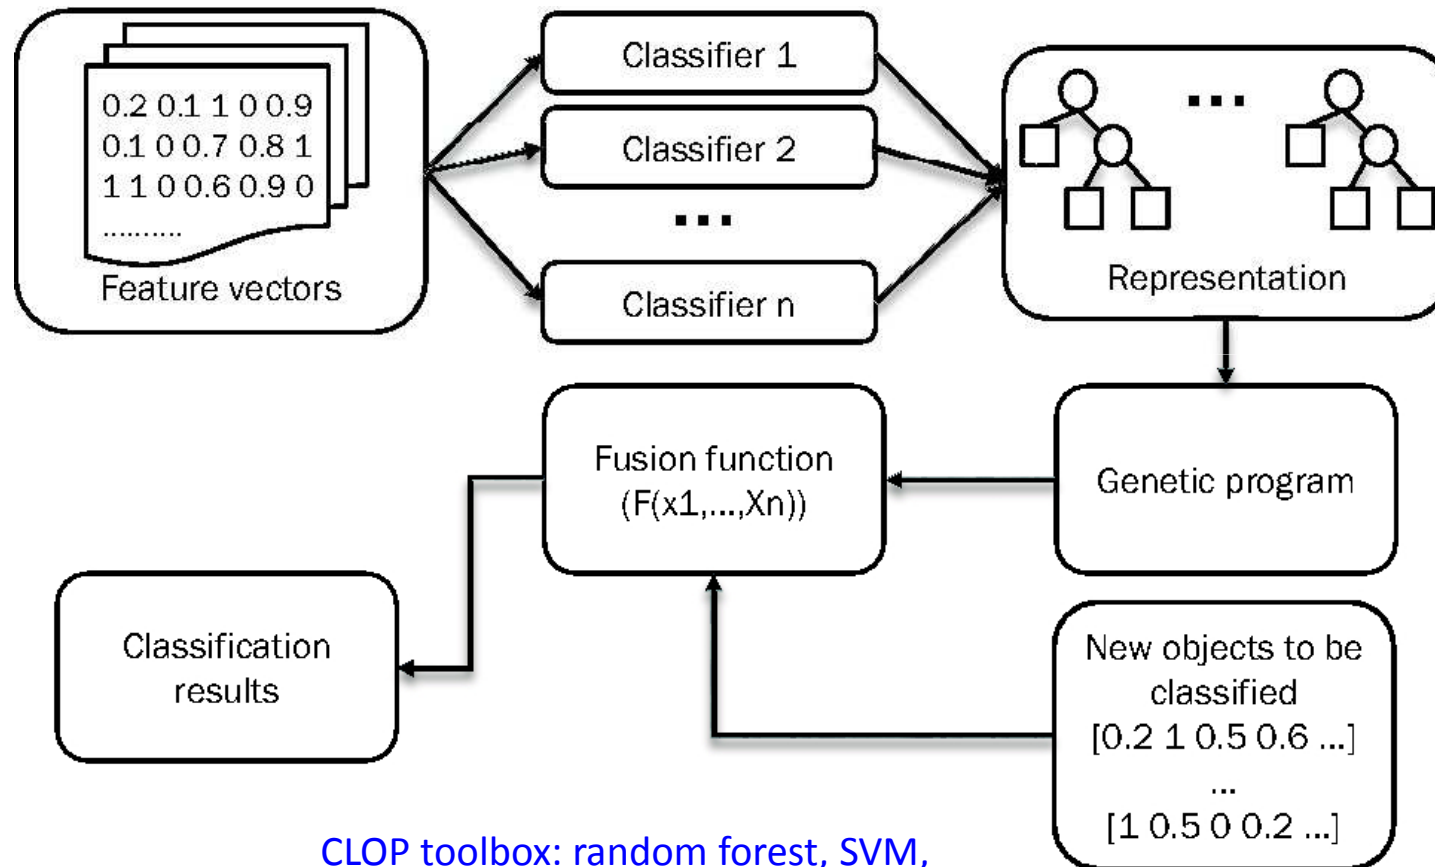 0.2 0.1 1 0 0.9
0.1 0 0.7 0.8 1
1 1 0 0.6 0.9 0
..........
Feature vectors
Classifier 1
Classifier 2
...
Classifier n
...
Representation
Genetic program
Fusion function
(F(x1,...,Xn))
Classification
results
New objects to be
classified
[0.2 1 0.5 0.6 ...]
...
[1 0.5 0 0.2 ...]
CLOP toolbox: random forest, SVM,